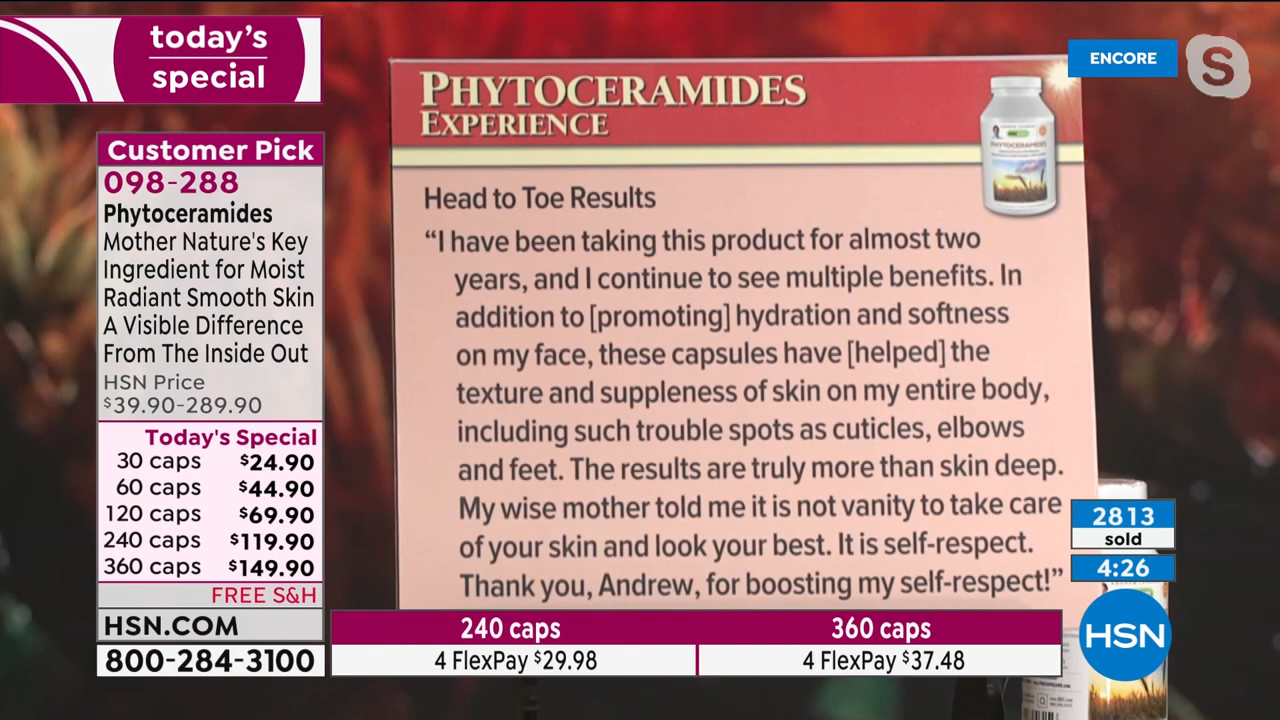 today's
special
ENCORE
S
Customer Pick
098-288
Phytoceramides
Mother Nature's Key
Ingredient for Moist
Radiant Smooth Skin
A Visible Difference
From The Inside Out
HSN Price
$39.90-289.90
Today's Special
30 caps $24.90
60 caps $44.90
120 caps $69.90
240 caps $119.90
360 caps $149.90
FREE S&H
HSN.COM
800-284-3100
PHYTOCERAMIDES
EXPERIENCE
PHYTOCERAMIDES
Head to Toe Results
“I have been taking this product for almost two
years, and I continue to see multiple benefits. In
addition to [promoting] hydration and softness
on my face, these capsules have [helped] the
texture and suppleness of skin on my entire body,
including such trouble spots as cuticles, elbows
and feet. The results are truly more than skin deep.
My wise mother told me it is not vanity to take care
of your skin and look your best. It is self-respect.
Thank you, Andrew, for boosting my self-respect!”
2813
sold
4:26
HSN
240 caps 360 caps
4 FlexPay $29.98 4 FlexPay $37.48